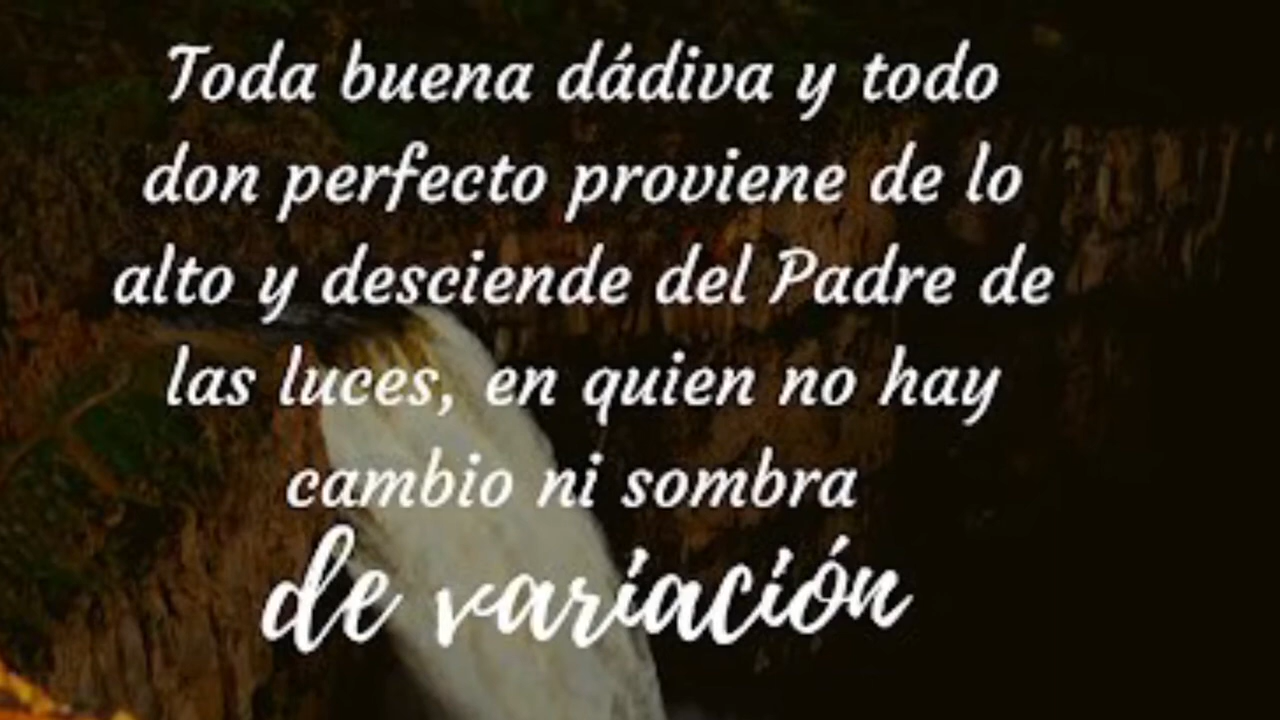 Toda buena dádiva y todo
don perfecto proviene de lo
alto y desciende del Padre de
las luces, en quien no hay
cambio ni sombra
de variación